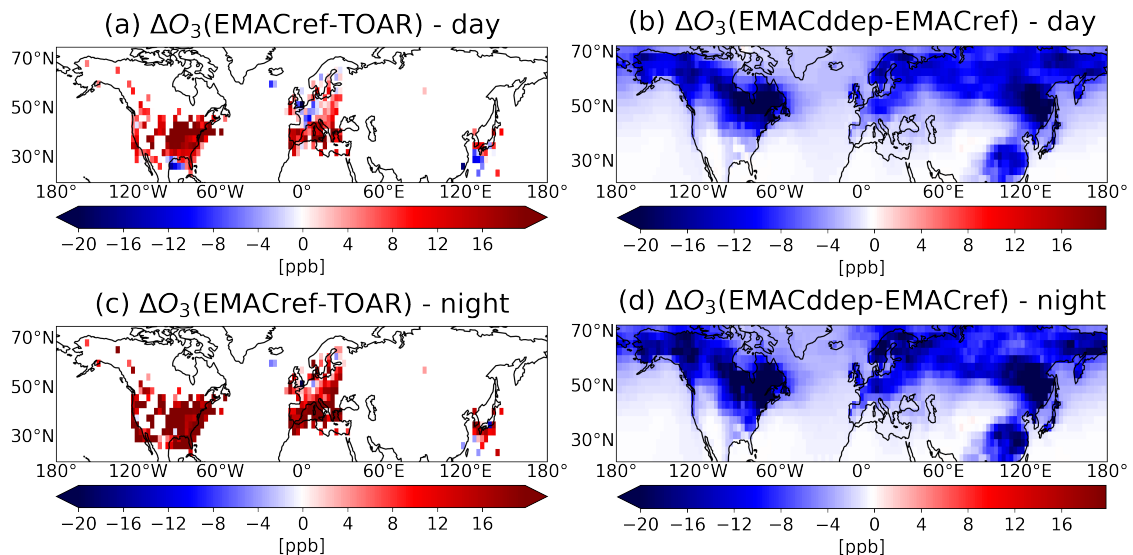 (a) ΔO₃(EMACref-TOAR) - day
70°N
50°N
30°N
180° 120°W 60°W 0° 60°E 120°E 180°
−20 −16 −12 −8 −4 0 4 8 12 16
[ppb]
(b) ΔO₃(EMACddep-EMACref) - day
70°N
50°N
30°N
180° 120°W 60°W 0° 60°E 120°E 180°
−20 −16 −12 −8 −4 0 4 8 12 16
[ppb]
(c) ΔO₃(EMACref-TOAR) - night
70°N
50°N
30°N
180° 120°W 60°W 0° 60°E 120°E 180°
−20 −16 −12 −8 −4 0 4 8 12 16
[ppb]
(d) ΔO₃(EMACddep-EMACref) - night
70°N
50°N
30°N
180° 120°W 60°W 0° 60°E 120°E 180°
−20 −16 −12 −8 −4 0 4 8 12 16
[ppb]